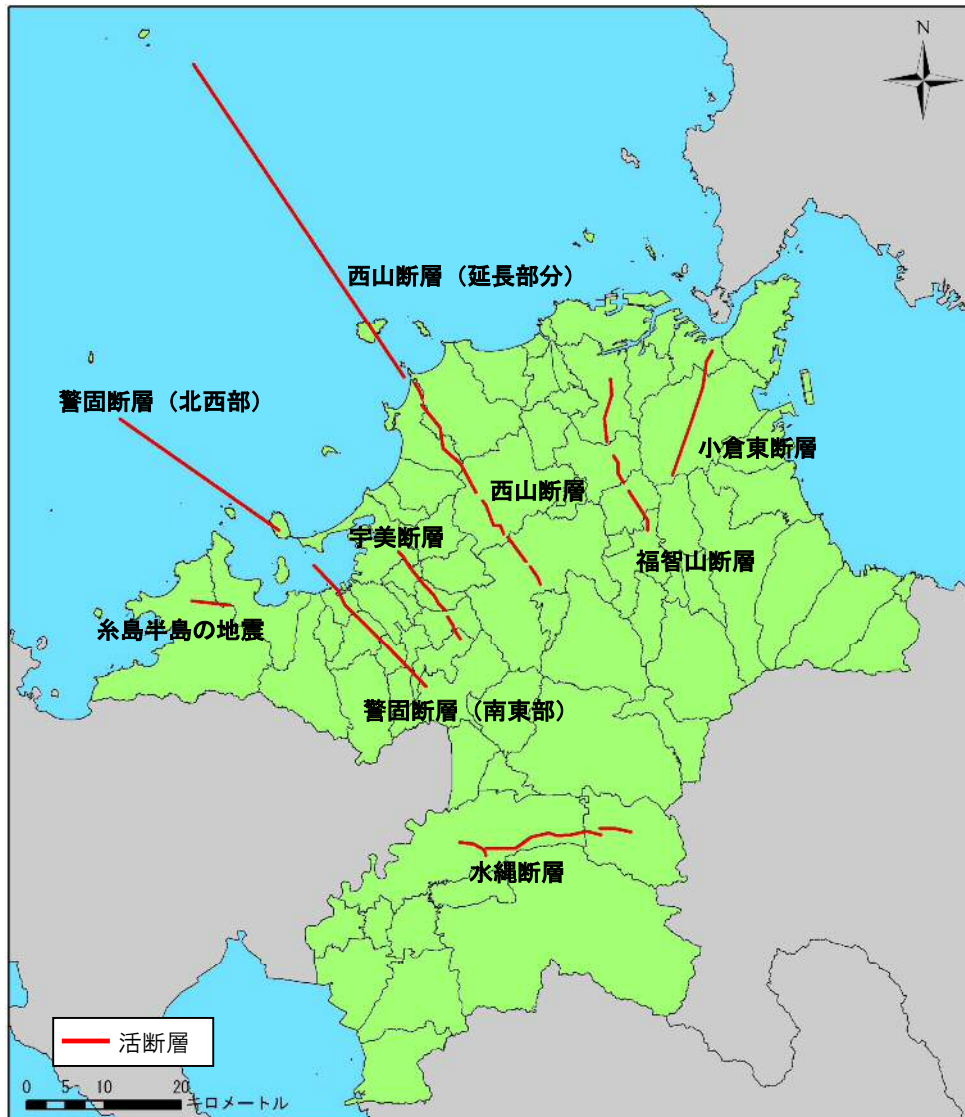 N
西山断層（延長部分）
警固断層（北西部）
小倉東断層
西山断層
宇美断層
福智山断層
糸島半島の地震
警固断層（南東部）
水縄断層
活断層
0 5 10 20
キロメートル